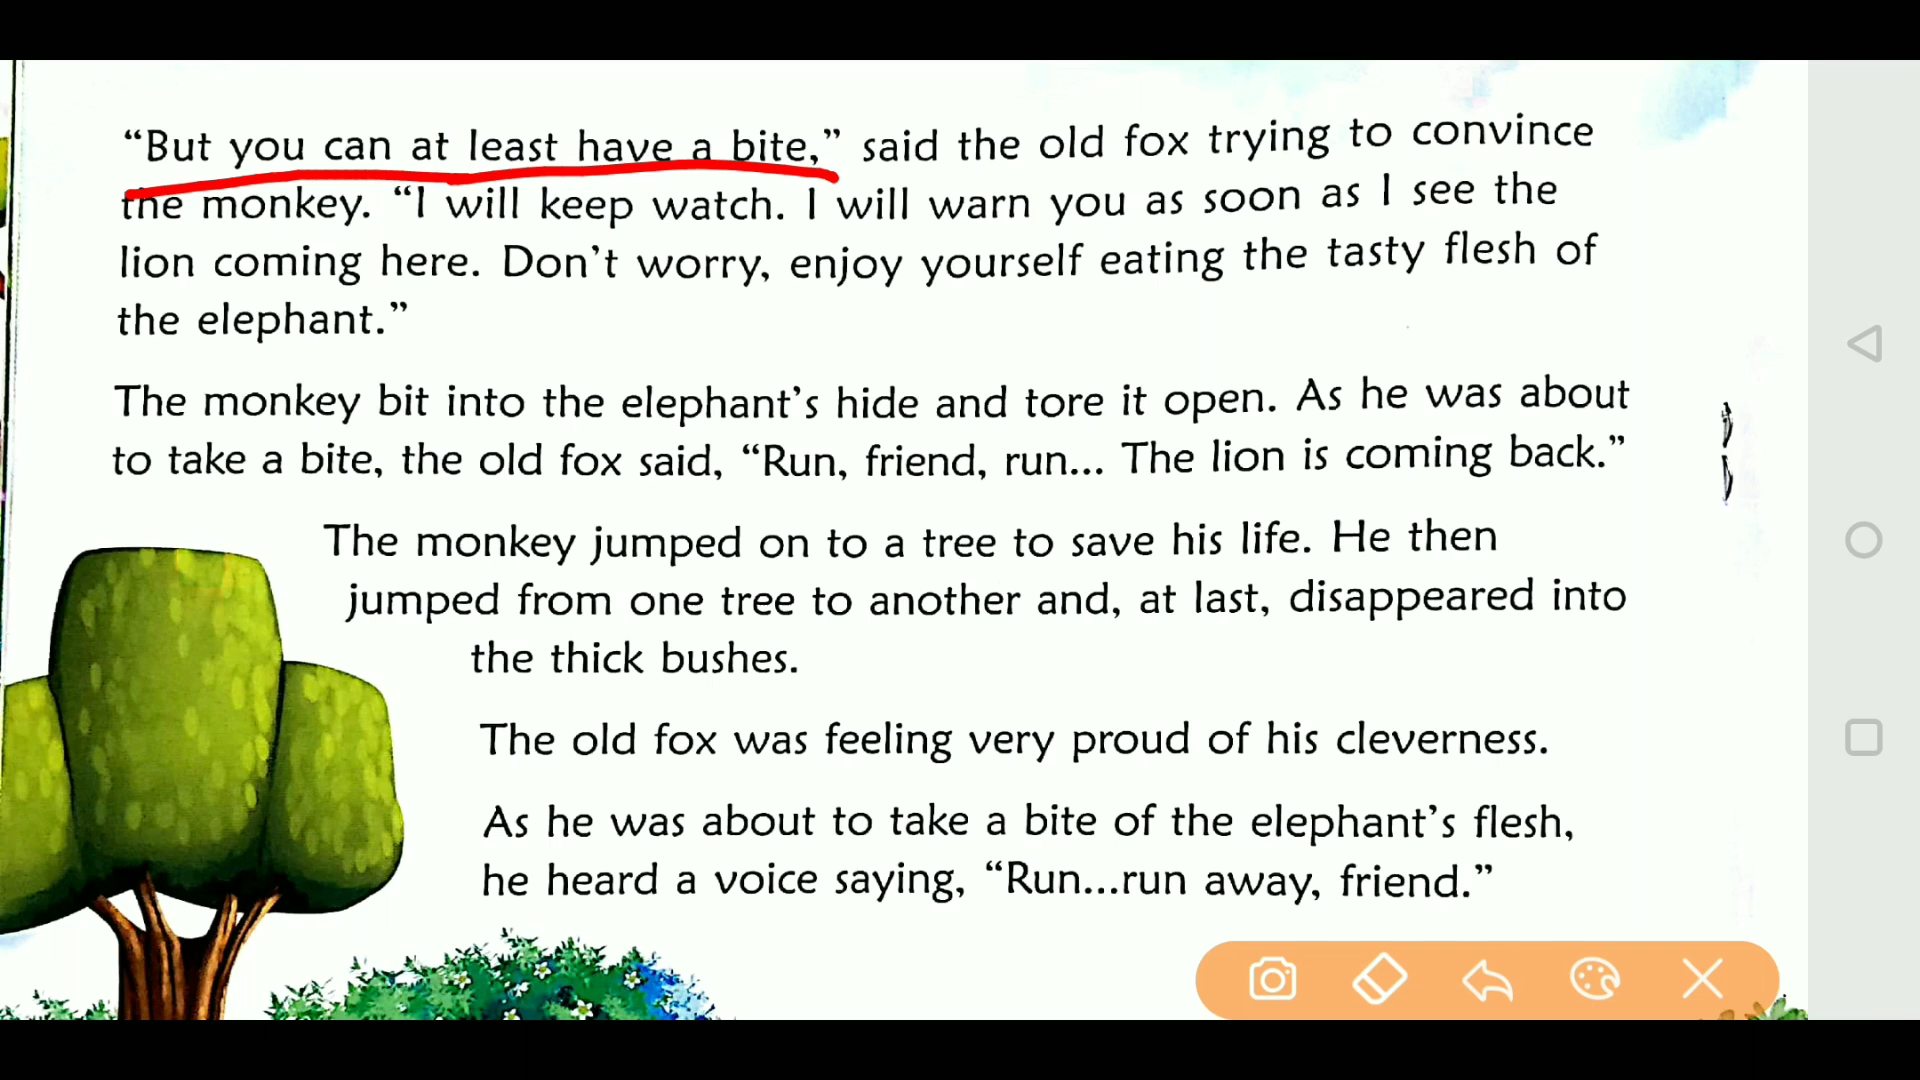 “But you can at least have a bite,” said the old fox trying to convince
the monkey. “I will keep watch. I will warn you as soon as I see the
lion coming here. Don’t worry, enjoy yourself eating the tasty flesh of
the elephant.”
The monkey bit into the elephant’s hide and tore it open. As he was about
to take a bite, the old fox said, “Run, friend, run... The lion is coming back.”
The monkey jumped on to a tree to save his life. He then
jumped from one tree to another and, at last, disappeared into
the thick bushes.
The old fox was feeling very proud of his cleverness.
As he was about to take a bite of the elephant’s flesh,
he heard a voice saying, “Run...run away, friend.”